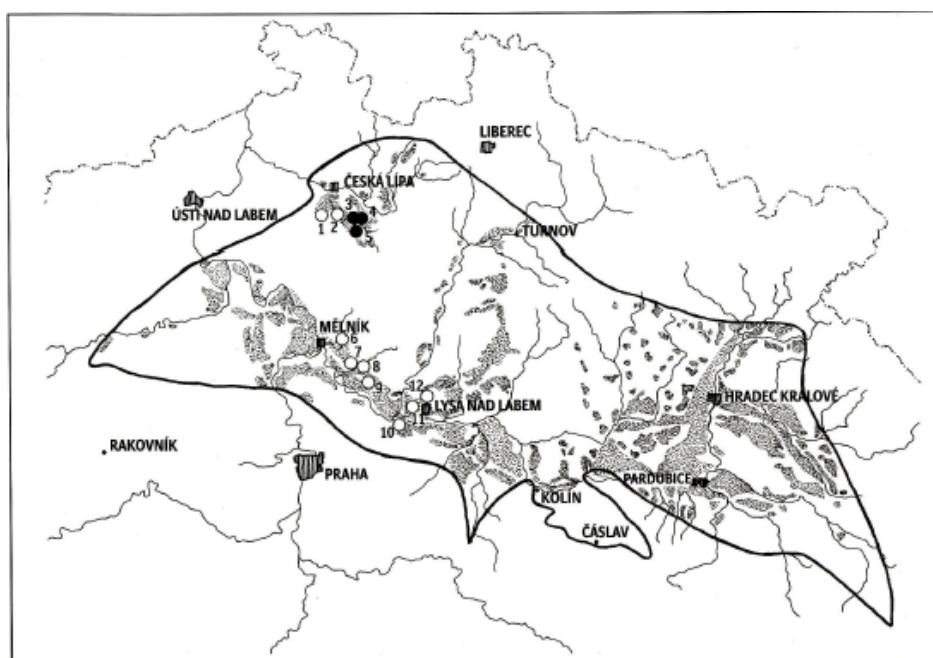 LIBEREC
ČESKÁ LÍPA
ÚSTÍ NAD LABEM
3
4
1
2
5
TURNOV
MĚLNÍK
6
7
8
9
12
LYSÁ NAD LABEM
11
10
HRADEC KRÁLOVÉ
RAKOVNÍK
PRAHA
PARDUBICE
KOLÍN
ČÁSLAV